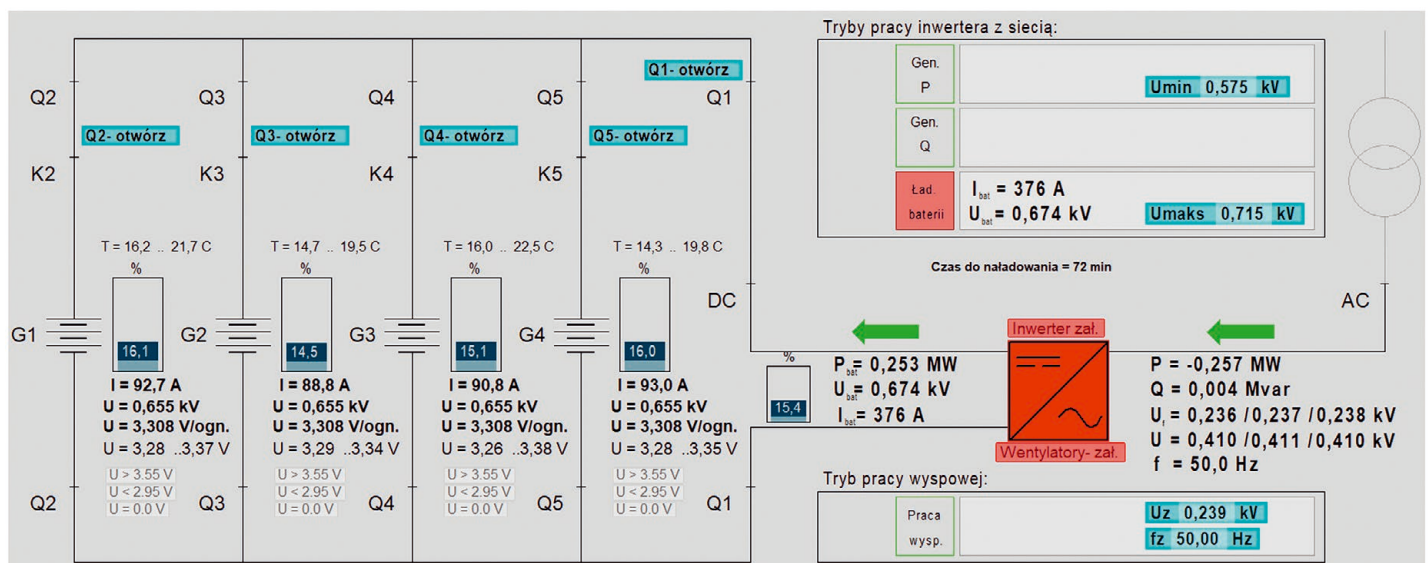 Tryby pracy inwertera z siecią:
Gen. P
Umin 0,575 kV
Gen. Q
Ład. baterii
I bat = 376 A
U bat = 0,674 kV
Umaks 0,715 kV
Czas do naładowania = 72 min
Q1- otwórz
Q2 Q3 Q4 Q5 Q1
Q2- otwórz Q3- otwórz Q4- otwórz Q5- otwórz
K2 K3 K4 K5
T = 16,2 .. 21,7 C T = 14,7 .. 19,5 C T = 16,0 .. 22,5 C T = 14,3 .. 19,8 C
% % % %
DC AC
G1 G2 G3 G4
16,1 14,5 15,1 16,0
I = 92,7 A I = 88,8 A I = 90,8 A I = 93,0 A
U = 0,655 kV U = 0,655 kV U = 0,655 kV U = 0,655 kV
U = 3,308 V/ogn. U = 3,308 V/ogn. U = 3,308 V/ogn. U = 3,308 V/ogn.
U = 3,28 ..3,37 V U = 3,29 ..3,34 V U = 3,26 ..3,38 V U = 3,28 ..3,35 V
U > 3.55 V U > 3.55 V U > 3.55 V U > 3.55 V
U < 2.95 V U < 2.95 V U < 2.95 V U < 2.95 V
U = 0.0 V U = 0.0 V U = 0.0 V U = 0.0 V
Q2 Q3 Q4 Q5 Q1
%
15,4
P bat = 0,253 MW
U bat = 0,674 kV
I bat = 376 A
Inwerter zał.
Wentylatory- zał.
P = -0,257 MW
Q = 0,004 Mvar
U f = 0,236 /0,237 /0,238 kV
U = 0,410 /0,411 /0,410 kV
f = 50,0 Hz
Tryb pracy wyspowej:
Praca wysp.
Uz 0,239 kV
fz 50,00 Hz